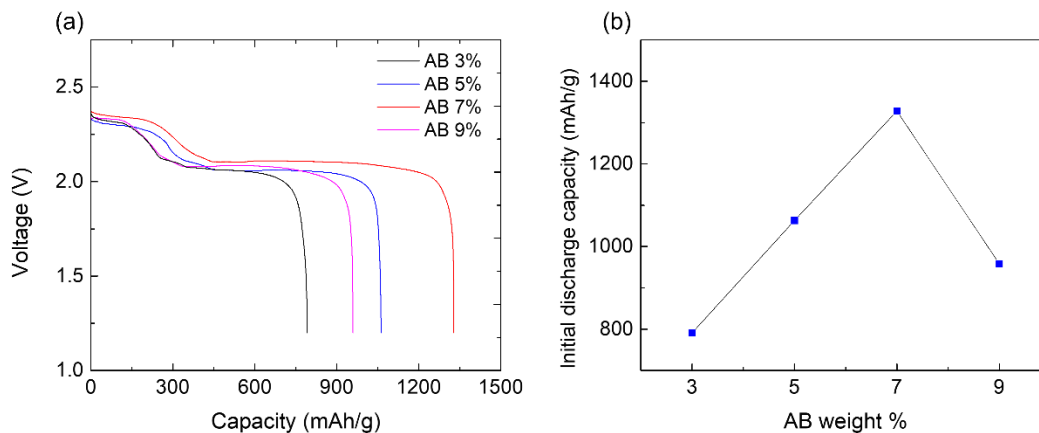 (a)
AB 3%
AB 5%
AB 7%
AB 9%
2.5
2.0
1.5
1.0
Voltage (V)
0 300 600 900 1200 1500
Capacity (mAh/g)
(b)
1400
1200
1000
800
Initial discharge capacity (mAh/g)
3 5 7 9
AB weight %